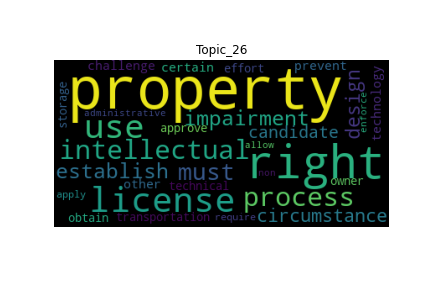 Topic_26
challenge certain effort prevent
property
storage
design
technology
enforce
administrative
impairment
use
approve
candidate
allow
intellectual
right
establish must
non
owner
other technical
apply
license
process
obtain transportation require circumstance